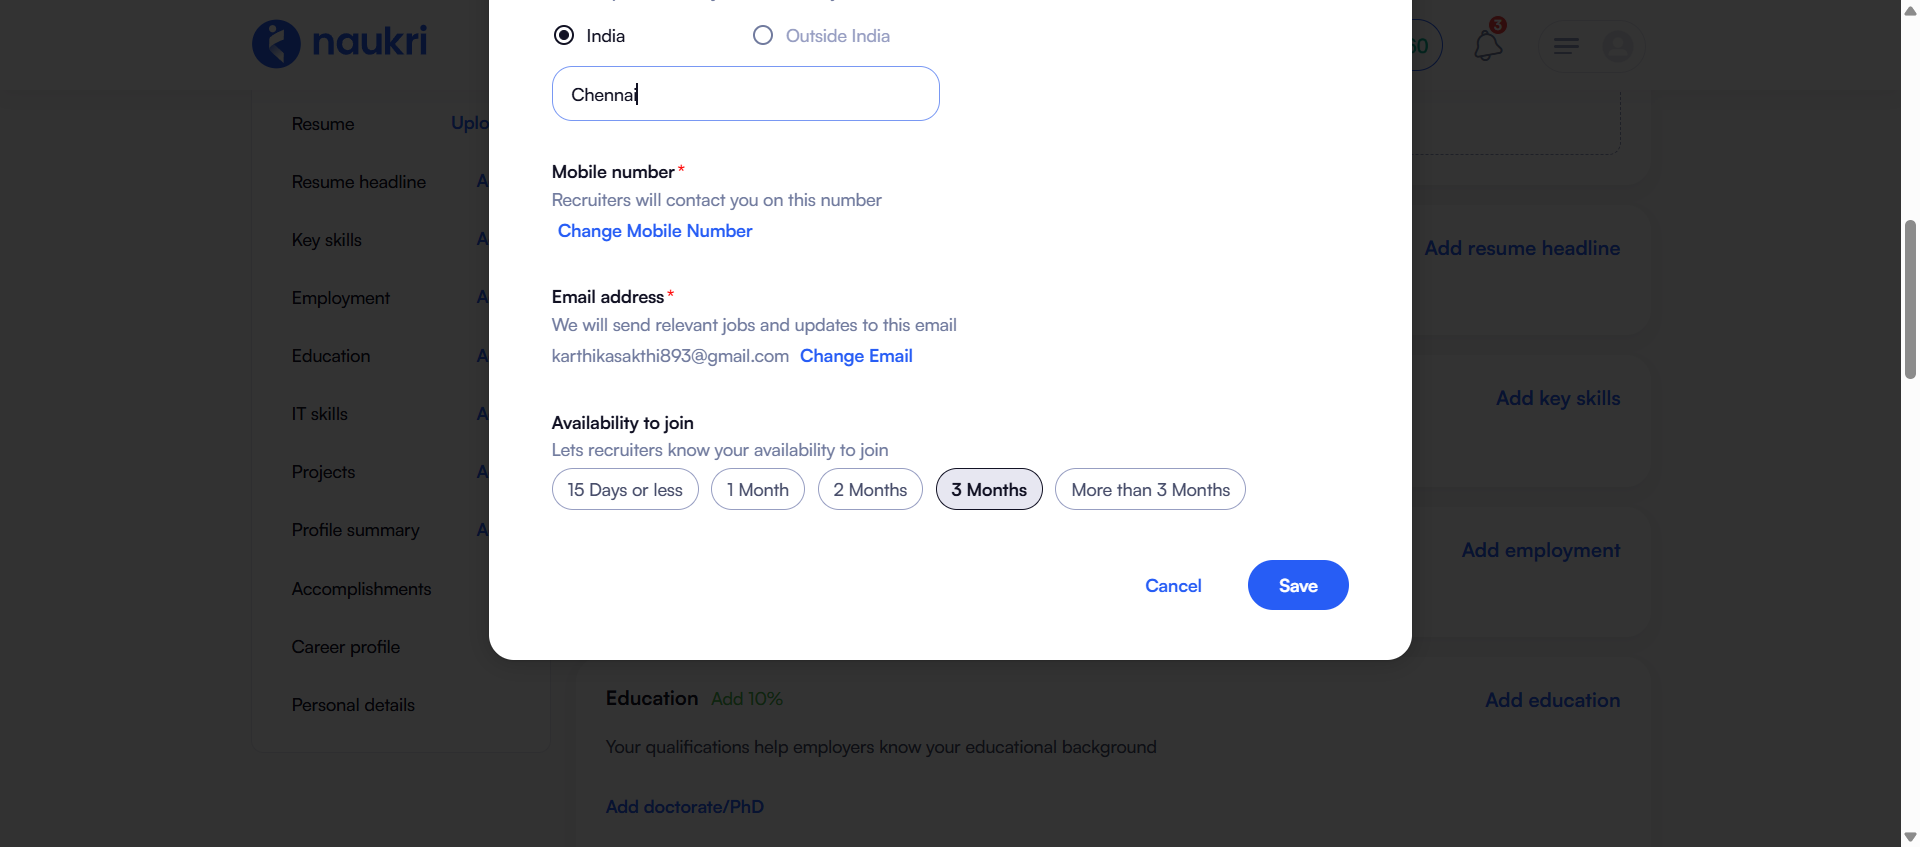 naukri
3
India
Outside India
Chennai
Resume
Resume headline
Key skills
Employment
Education
IT skills
Projects
Profile summary
Accomplishments
Career profile
Personal details
Mobile number*
Recruiters will contact you on this number
Change Mobile Number
Email address*
We will send relevant jobs and updates to this email
karthikasakthi893@gmail.com Change Email
Availability to join
Lets recruiters know your availability to join
15 Days or less
1 Month
2 Months
3 Months
More than 3 Months
Cancel
Save
Add resume headline
Add key skills
Add employment
Education Add 10%
Add education
Your qualifications help employers know your educational background
Add doctorate/PhD